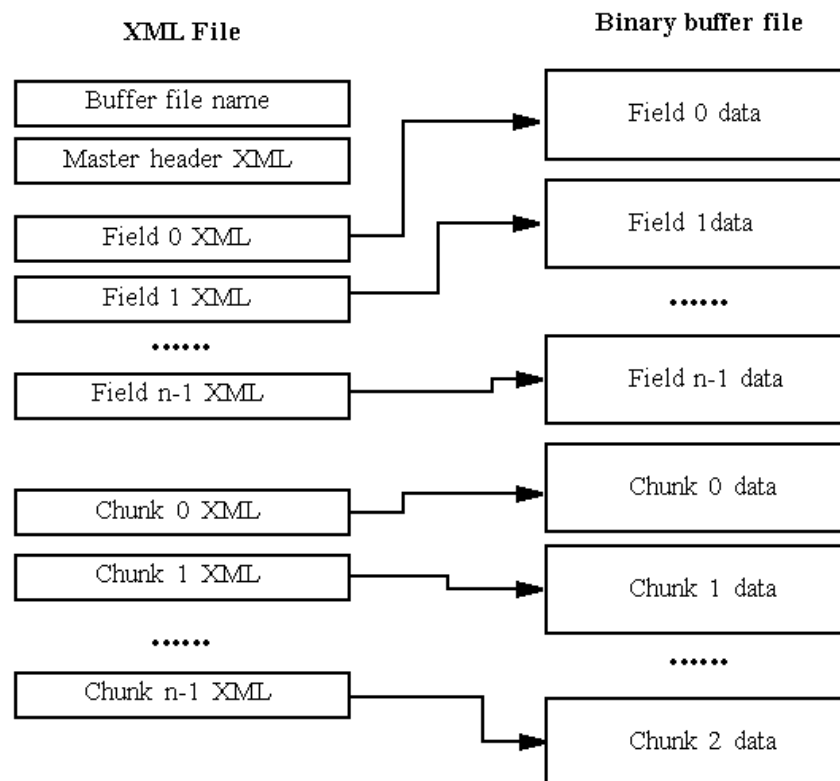 XML File
Buffer file name
Master header XML
Field 0 XML
Field 1 XML
••••••
Field n-1 XML
Chunk 0 XML
Chunk 1 XML
••••••
Chunk n-1 XML
Binary buffer file
Field 0 data
Field 1data
••••••
Field n-1 data
Chunk 0 data
Chunk 1 data
••••••
Chunk 2 data